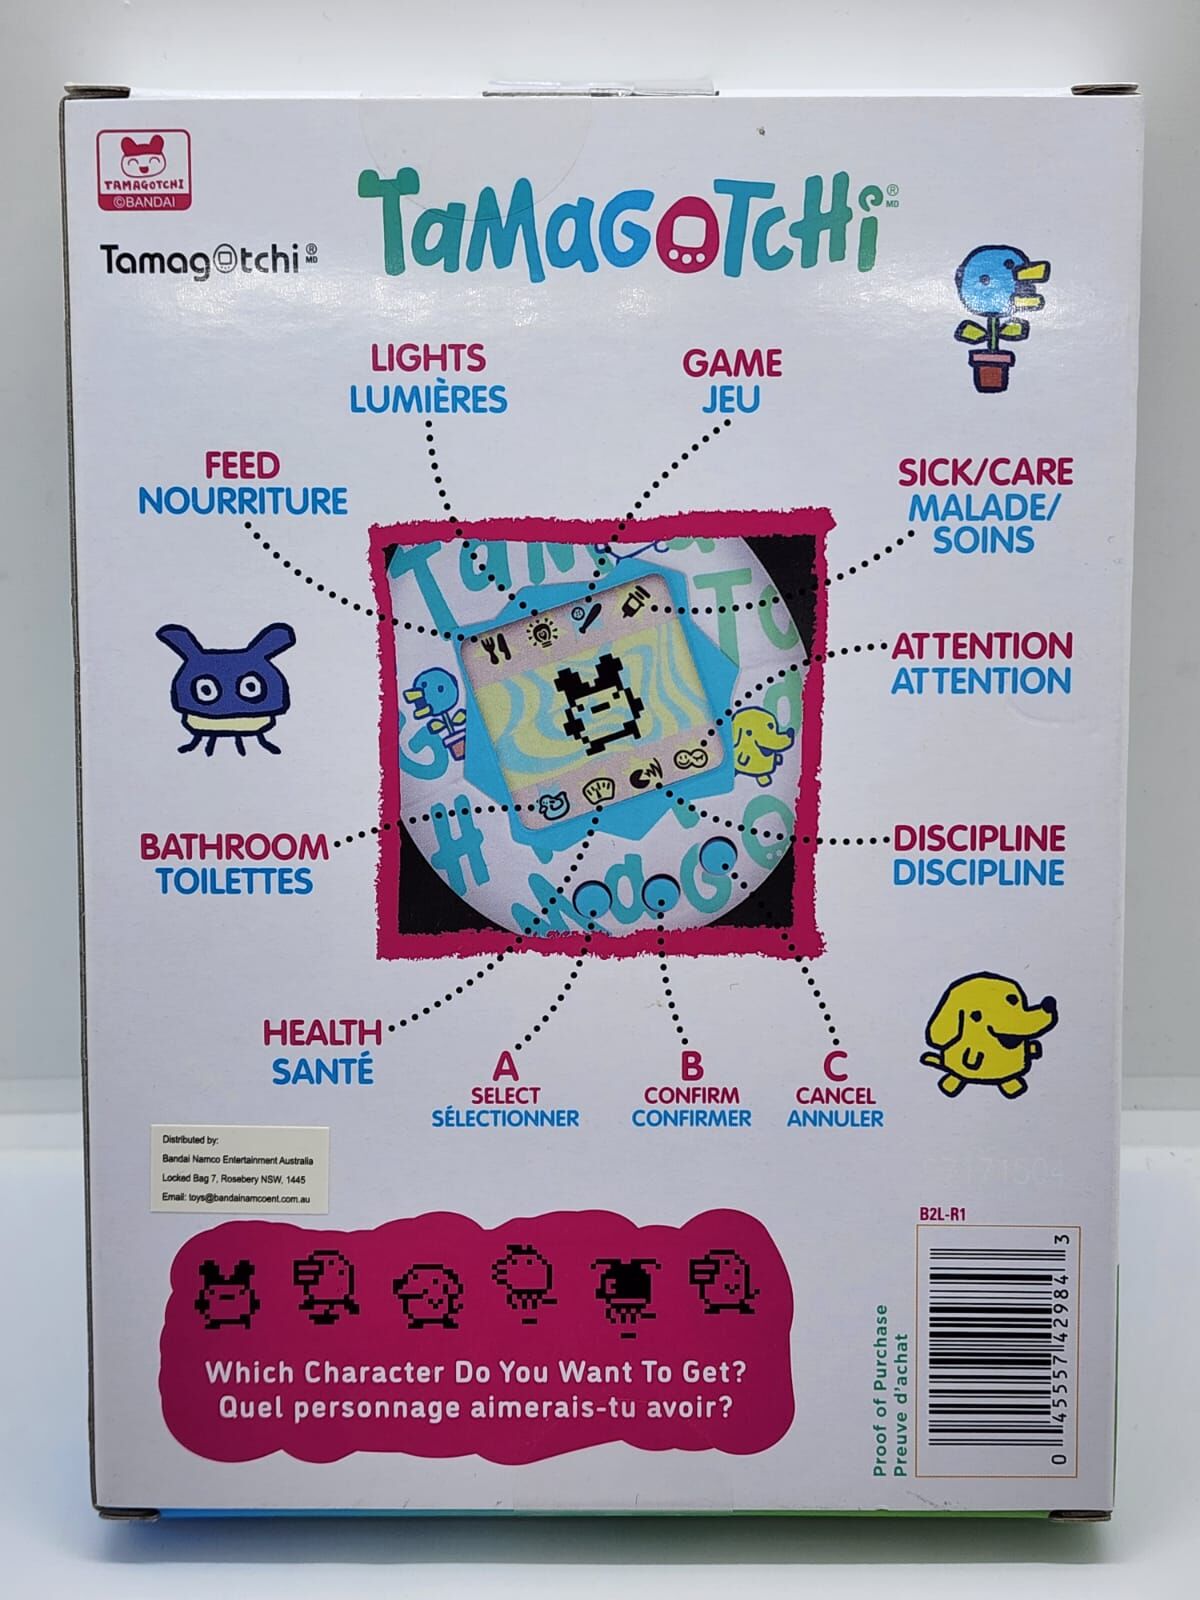 TAMAGOTCHI
©BANDAI
Tamagotchi ® MD
TaMaGoTcHi ® MD
LIGHTS
LUMIÈRES
GAME
JEU
FEED
NOURRITURE
SICK/CARE
MALADE/
SOINS
ATTENTION
ATTENTION
BATHROOM
TOILETTES
DISCIPLINE
DISCIPLINE
HEALTH
SANTÉ
A
SELECT
SÉLECTIONNER
B
CONFIRM
CONFIRMER
C
CANCEL
ANNULER
Distributed by:
Bandai Namco Entertainment Australia
Locked Bag 7, Rosebery NSW, 1445
Email: toys@bandainamcoent.com.au
Which Character Do You Want To Get?
Quel personnage aimerais-tu avoir?
Proof of Purchase
Preuve d'achat
B2L-R1
0 45557 42984 3